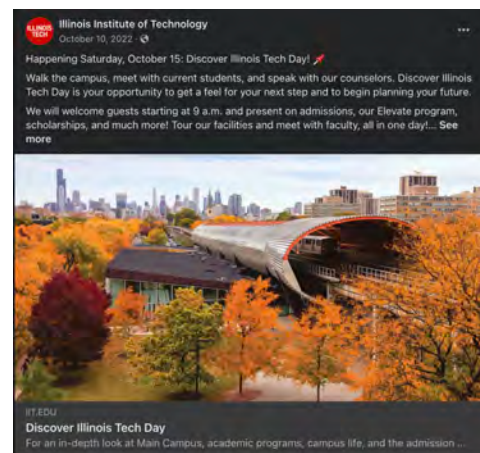 ILLINOIS TECH
Illinois Institute of Technology
October 10, 2022 ·
Happening Saturday, October 15: Discover Illinois Tech Day!
Walk the campus, meet with current students, and speak with our counselors. Discover Illinois
Tech Day is your opportunity to get a feel for your next step and to begin planning your future.
We will welcome guests starting at 9 a.m. and present on admissions, our Elevate program,
scholarships, and much more! Tour our facilities and meet with faculty, all in one day!... See
more
IIT.EDU
Discover Illinois Tech Day
For an in-depth look at Main Campus, academic programs, campus life, and the admission ...